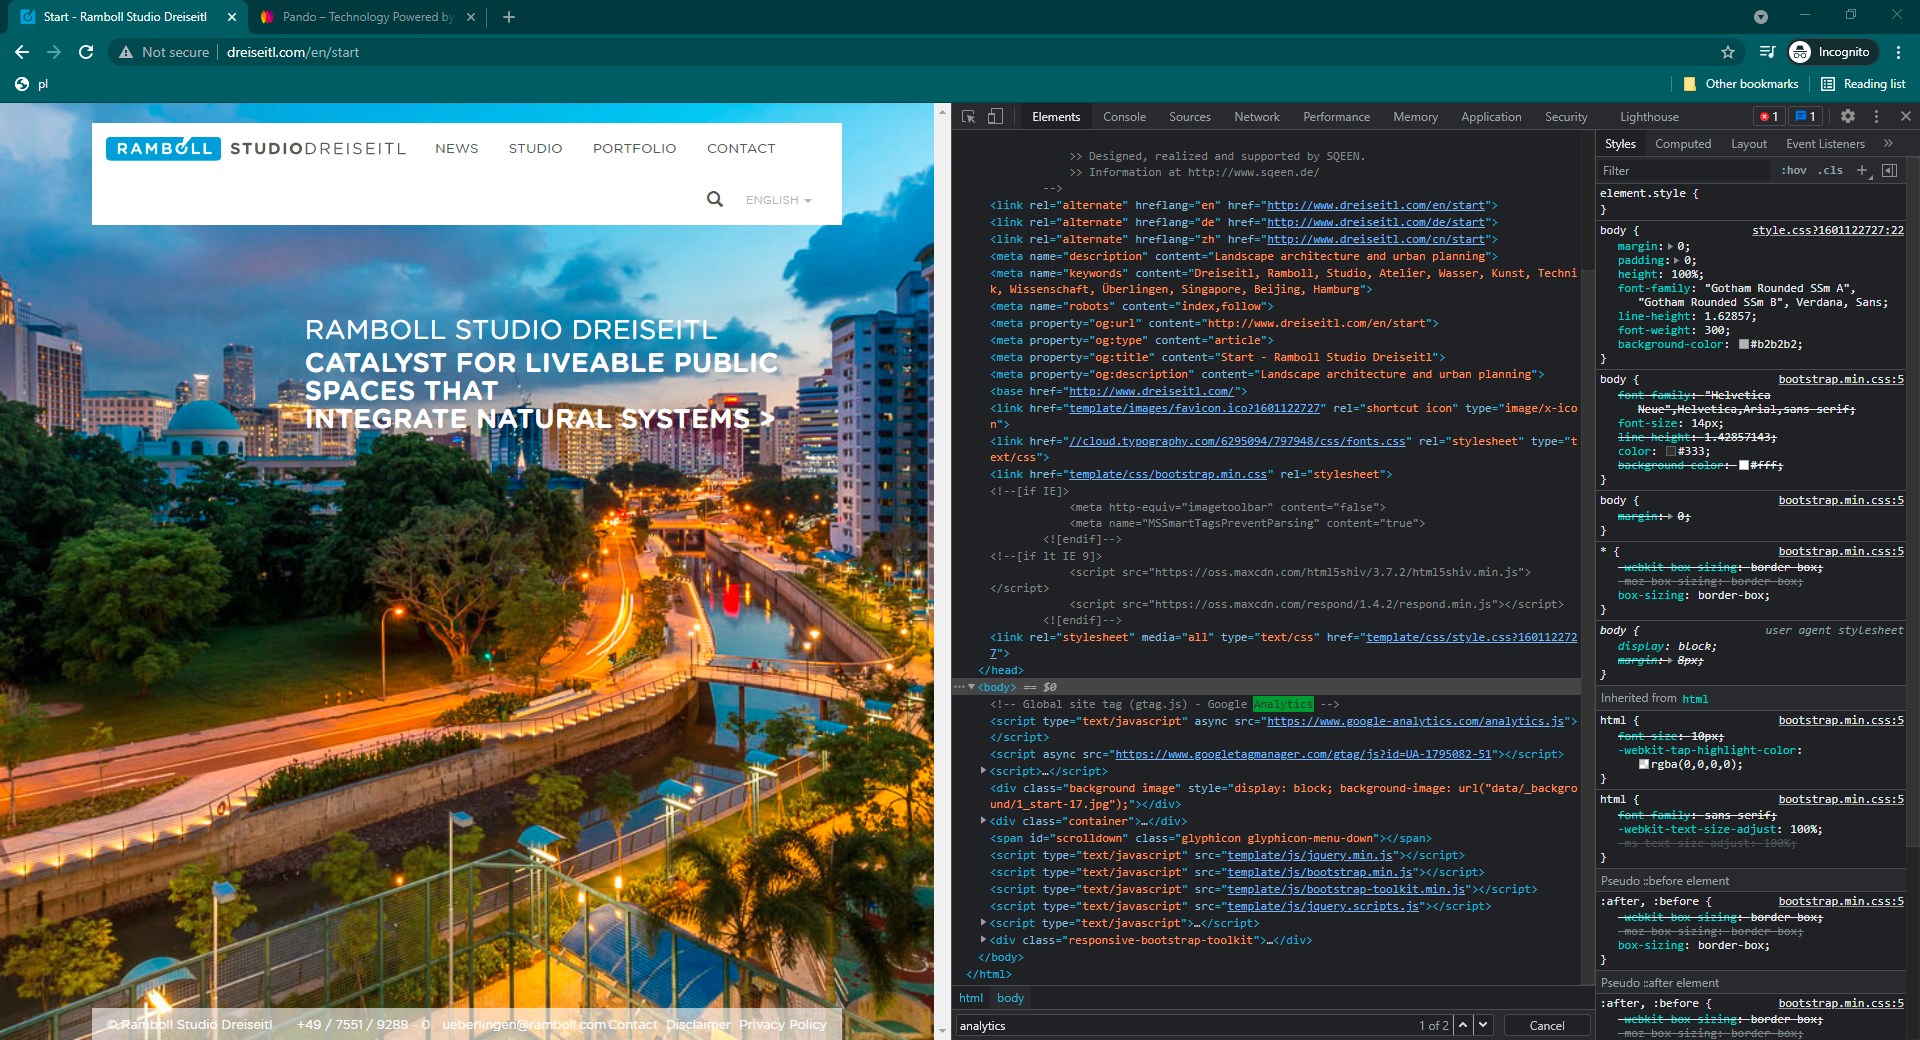 Start - Ramboll Studio Dreiseitl
Pando – Technology Powered by
Not secure
dreiseitl.com/en/start
Incognito
pl
Other bookmarks
Reading list
RAMBOLL STUDIODREISEITL
NEWS
STUDIO
PORTFOLIO
CONTACT
ENGLISH
RAMBOLL STUDIO DREISEITL
CATALYST FOR LIVEABLE PUBLIC
SPACES THAT
INTEGRATE NATURAL SYSTEMS >
© Ramboll Studio Dreiseitl
+49 / 7551 / 9288 - 0
ueberlingen@ramboll.com
Contact
Disclaimer
Privacy Policy
Elements
Console
Sources
Network
Performance
Memory
Application
Security
Lighthouse
1
1
>> Designed, realized and supported by SQEEN.
>> Information at http://www.sqeen.de/
-->
<link rel="alternate" hreflang="en" href="http://www.dreiseitl.com/en/start">
<link rel="alternate" hreflang="de" href="http://www.dreiseitl.com/de/start">
<link rel="alternate" hreflang="zh" href="http://www.dreiseitl.com/cn/start">
<meta name="description" content="Landscape architecture and urban planning">
<meta name="keywords" content="Dreiseitl, Ramboll, Studio, Atelier, Wasser, Kunst, Techni
k, Wissenschaft, Überlingen, Singapore, Beijing, Hamburg">
<meta name="robots" content="index,follow">
<meta property="og:url" content="http://www.dreiseitl.com/en/start">
<meta property="og:type" content="article">
<meta property="og:title" content="Start - Ramboll Studio Dreiseitl">
<meta property="og:description" content="Landscape architecture and urban planning">
<base href="http://www.dreiseitl.com/">
<link href="template/images/favicon.ico?1601122727" rel="shortcut icon" type="image/x-ico
n">
<link href="//cloud.typography.com/6295094/797948/css/fonts.css" rel="stylesheet" type="t
ext/css">
<link href="template/css/bootstrap.min.css" rel="stylesheet">
<!--[if IE]>
<meta http-equiv="imagetoolbar" content="false">
<meta name="MSSmartTagsPreventParsing" content="true">
<![endif]-->
<!--[if lt IE 9]>
<script src="https://oss.maxcdn.com/html5shiv/3.7.2/html5shiv.min.js">
</script>
<script src="https://oss.maxcdn.com/respond/1.4.2/respond.min.js"></script>
<![endif]-->
<link rel="stylesheet" media="all" type="text/css" href="template/css/style.css?160112272
7">
</head>
<body> == $0
<!-- Global site tag (gtag.js) - Google Analytics -->
<script type="text/javascript" async src="https://www.google-analytics.com/analytics.js">
</script>
<script async src="https://www.googletagmanager.com/gtag/js?id=UA-1795082-51"></script>
<script>…</script>
<div class="background image" style="display: block; background-image: url("data/_backgro
und/1_start-17.jpg");"></div>
<div class="container">…</div>
<span id="scrolldown" class="glyphicon glyphicon-menu-down"></span>
<script type="text/javascript" src="template/js/jquery.min.js"></script>
<script type="text/javascript" src="template/js/bootstrap.min.js"></script>
<script type="text/javascript" src="template/js/bootstrap-toolkit.min.js"></script>
<script type="text/javascript" src="template/js/jquery.scripts.js"></script>
<script type="text/javascript">…</script>
<div class="responsive-bootstrap-toolkit">…</div>
</body>
</html>
html
body
analytics
1 of 2
Cancel
Styles
Computed
Layout
Event Listeners
Filter
:hov .cls
element.style {
}
body { style.css?1601122727:22
margin: 0;
padding: 0;
height: 100%;
font-family: "Gotham Rounded SSm A",
"Gotham Rounded SSm B", Verdana, Sans;
line-height: 1.62857;
font-weight: 300;
background-color: #b2b2b2;
}
body { bootstrap.min.css:5
font-family: "Helvetica
Neue",Helvetica,Arial,sans-serif;
font-size: 14px;
line-height: 1.42857143;
color: #333;
background-color: #fff;
}
body { bootstrap.min.css:5
margin: 0;
}
* { bootstrap.min.css:5
-webkit-box-sizing: border-box;
-moz-box-sizing: border-box;
box-sizing: border-box;
}
body { user agent stylesheet
display: block;
margin: 8px;
}
Inherited from html
html { bootstrap.min.css:5
font-size: 10px;
-webkit-tap-highlight-color:
rgba(0,0,0,0);
}
html { bootstrap.min.css:5
font-family: sans-serif;
-webkit-text-size-adjust: 100%;
-ms-text-size-adjust: 100%;
}
Pseudo ::before element
:after, :before { bootstrap.min.css:5
-webkit-box-sizing: border-box;
-moz-box-sizing: border-box;
box-sizing: border-box;
}
Pseudo ::after element
:after, :before { bootstrap.min.css:5
-webkit-box-sizing: border-box;
-moz-box-sizing: border-box;